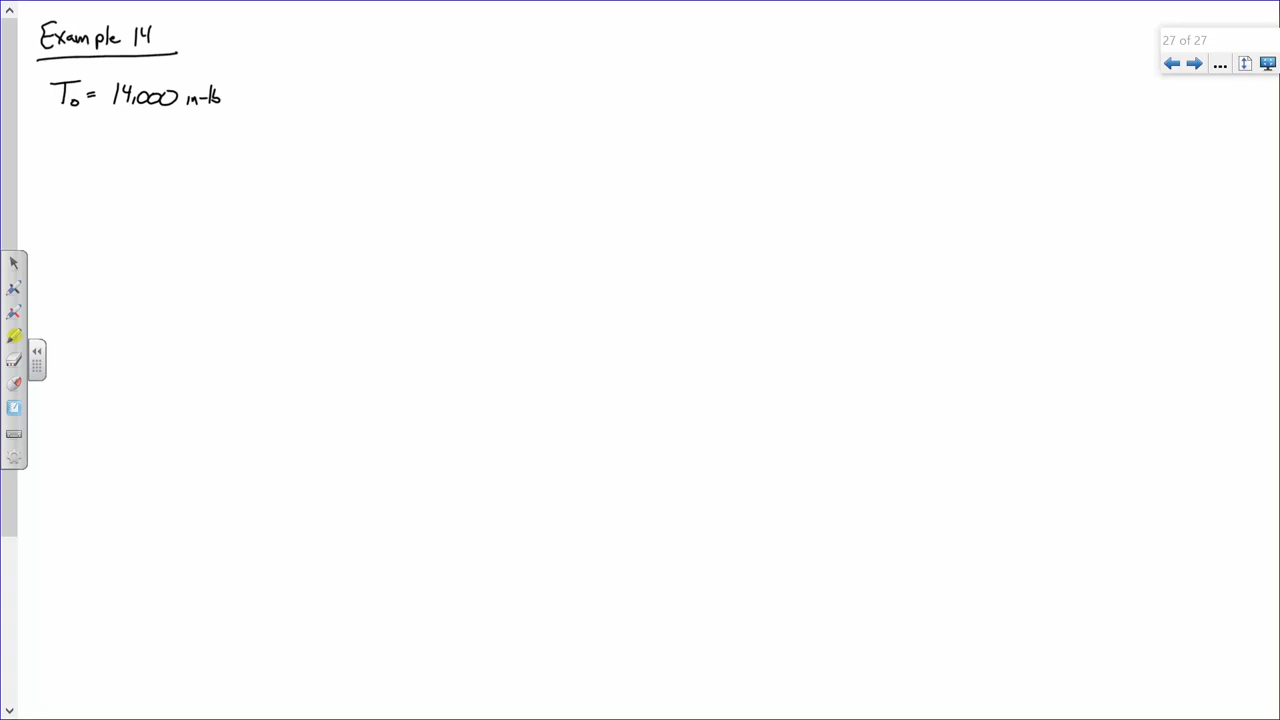 Example 14
27 of 27
T₀ = 14,000 in-lb